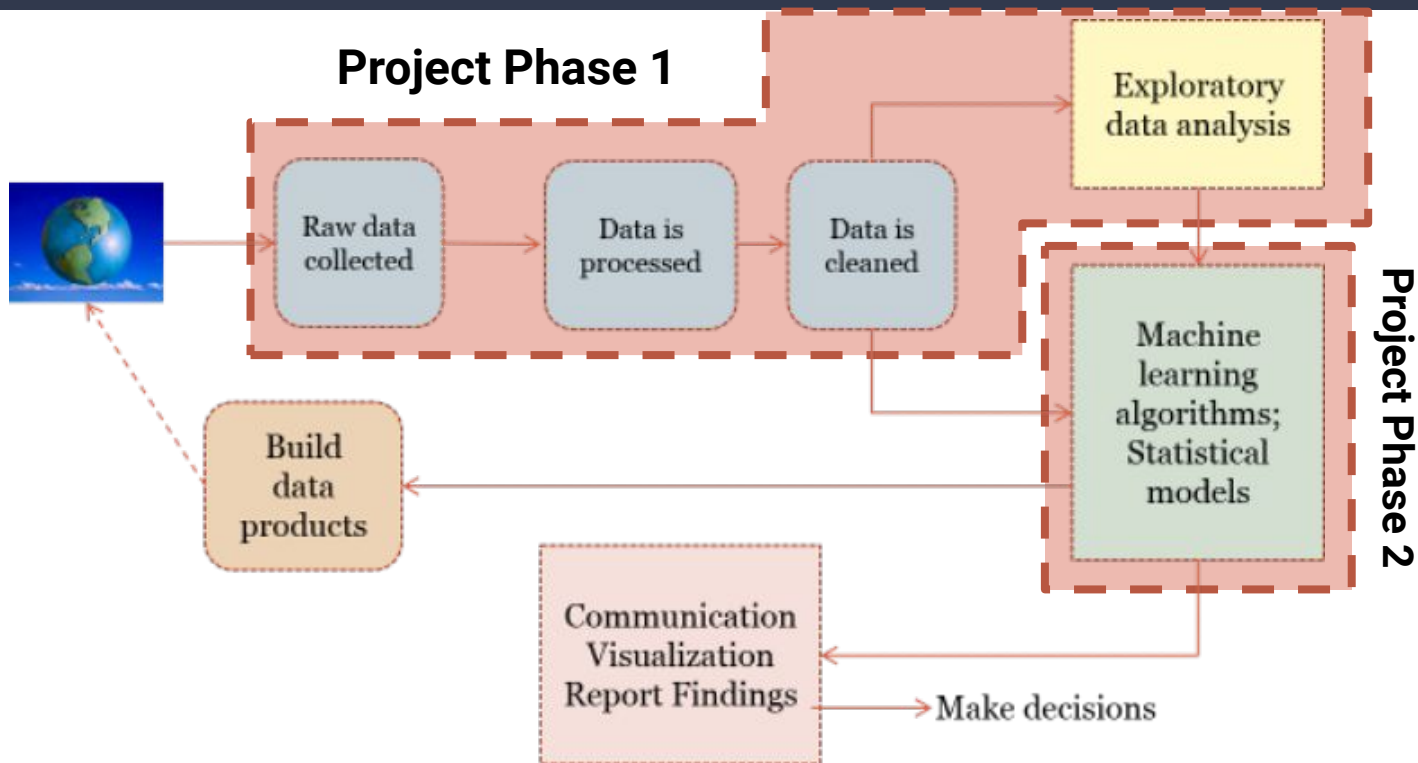 Project Phase 1
Exploratory
data analysis
Raw data
collected
Data is
processed
Data is
cleaned
Project Phase 2
Machine
learning
algorithms;
Statistical
models
Build
data
products
Communication
Visualization
Report Findings
Make decisions